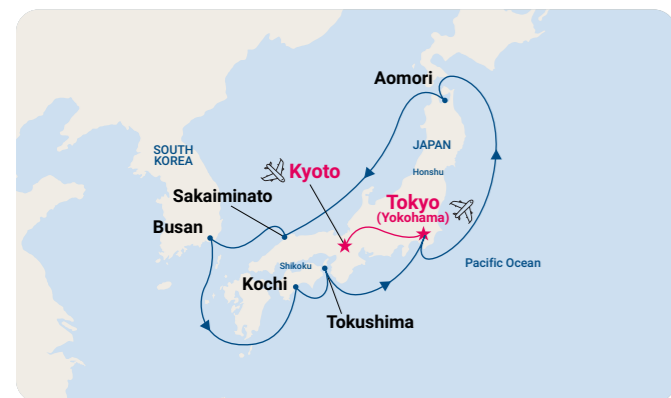 Aomori
SOUTH
KOREA
JAPAN
Kyoto
Honshu
Sakaiminato
Tokyo
(Yokohama)
Busan
Pacific Ocean
Shikoku
Kochi
Tokushima